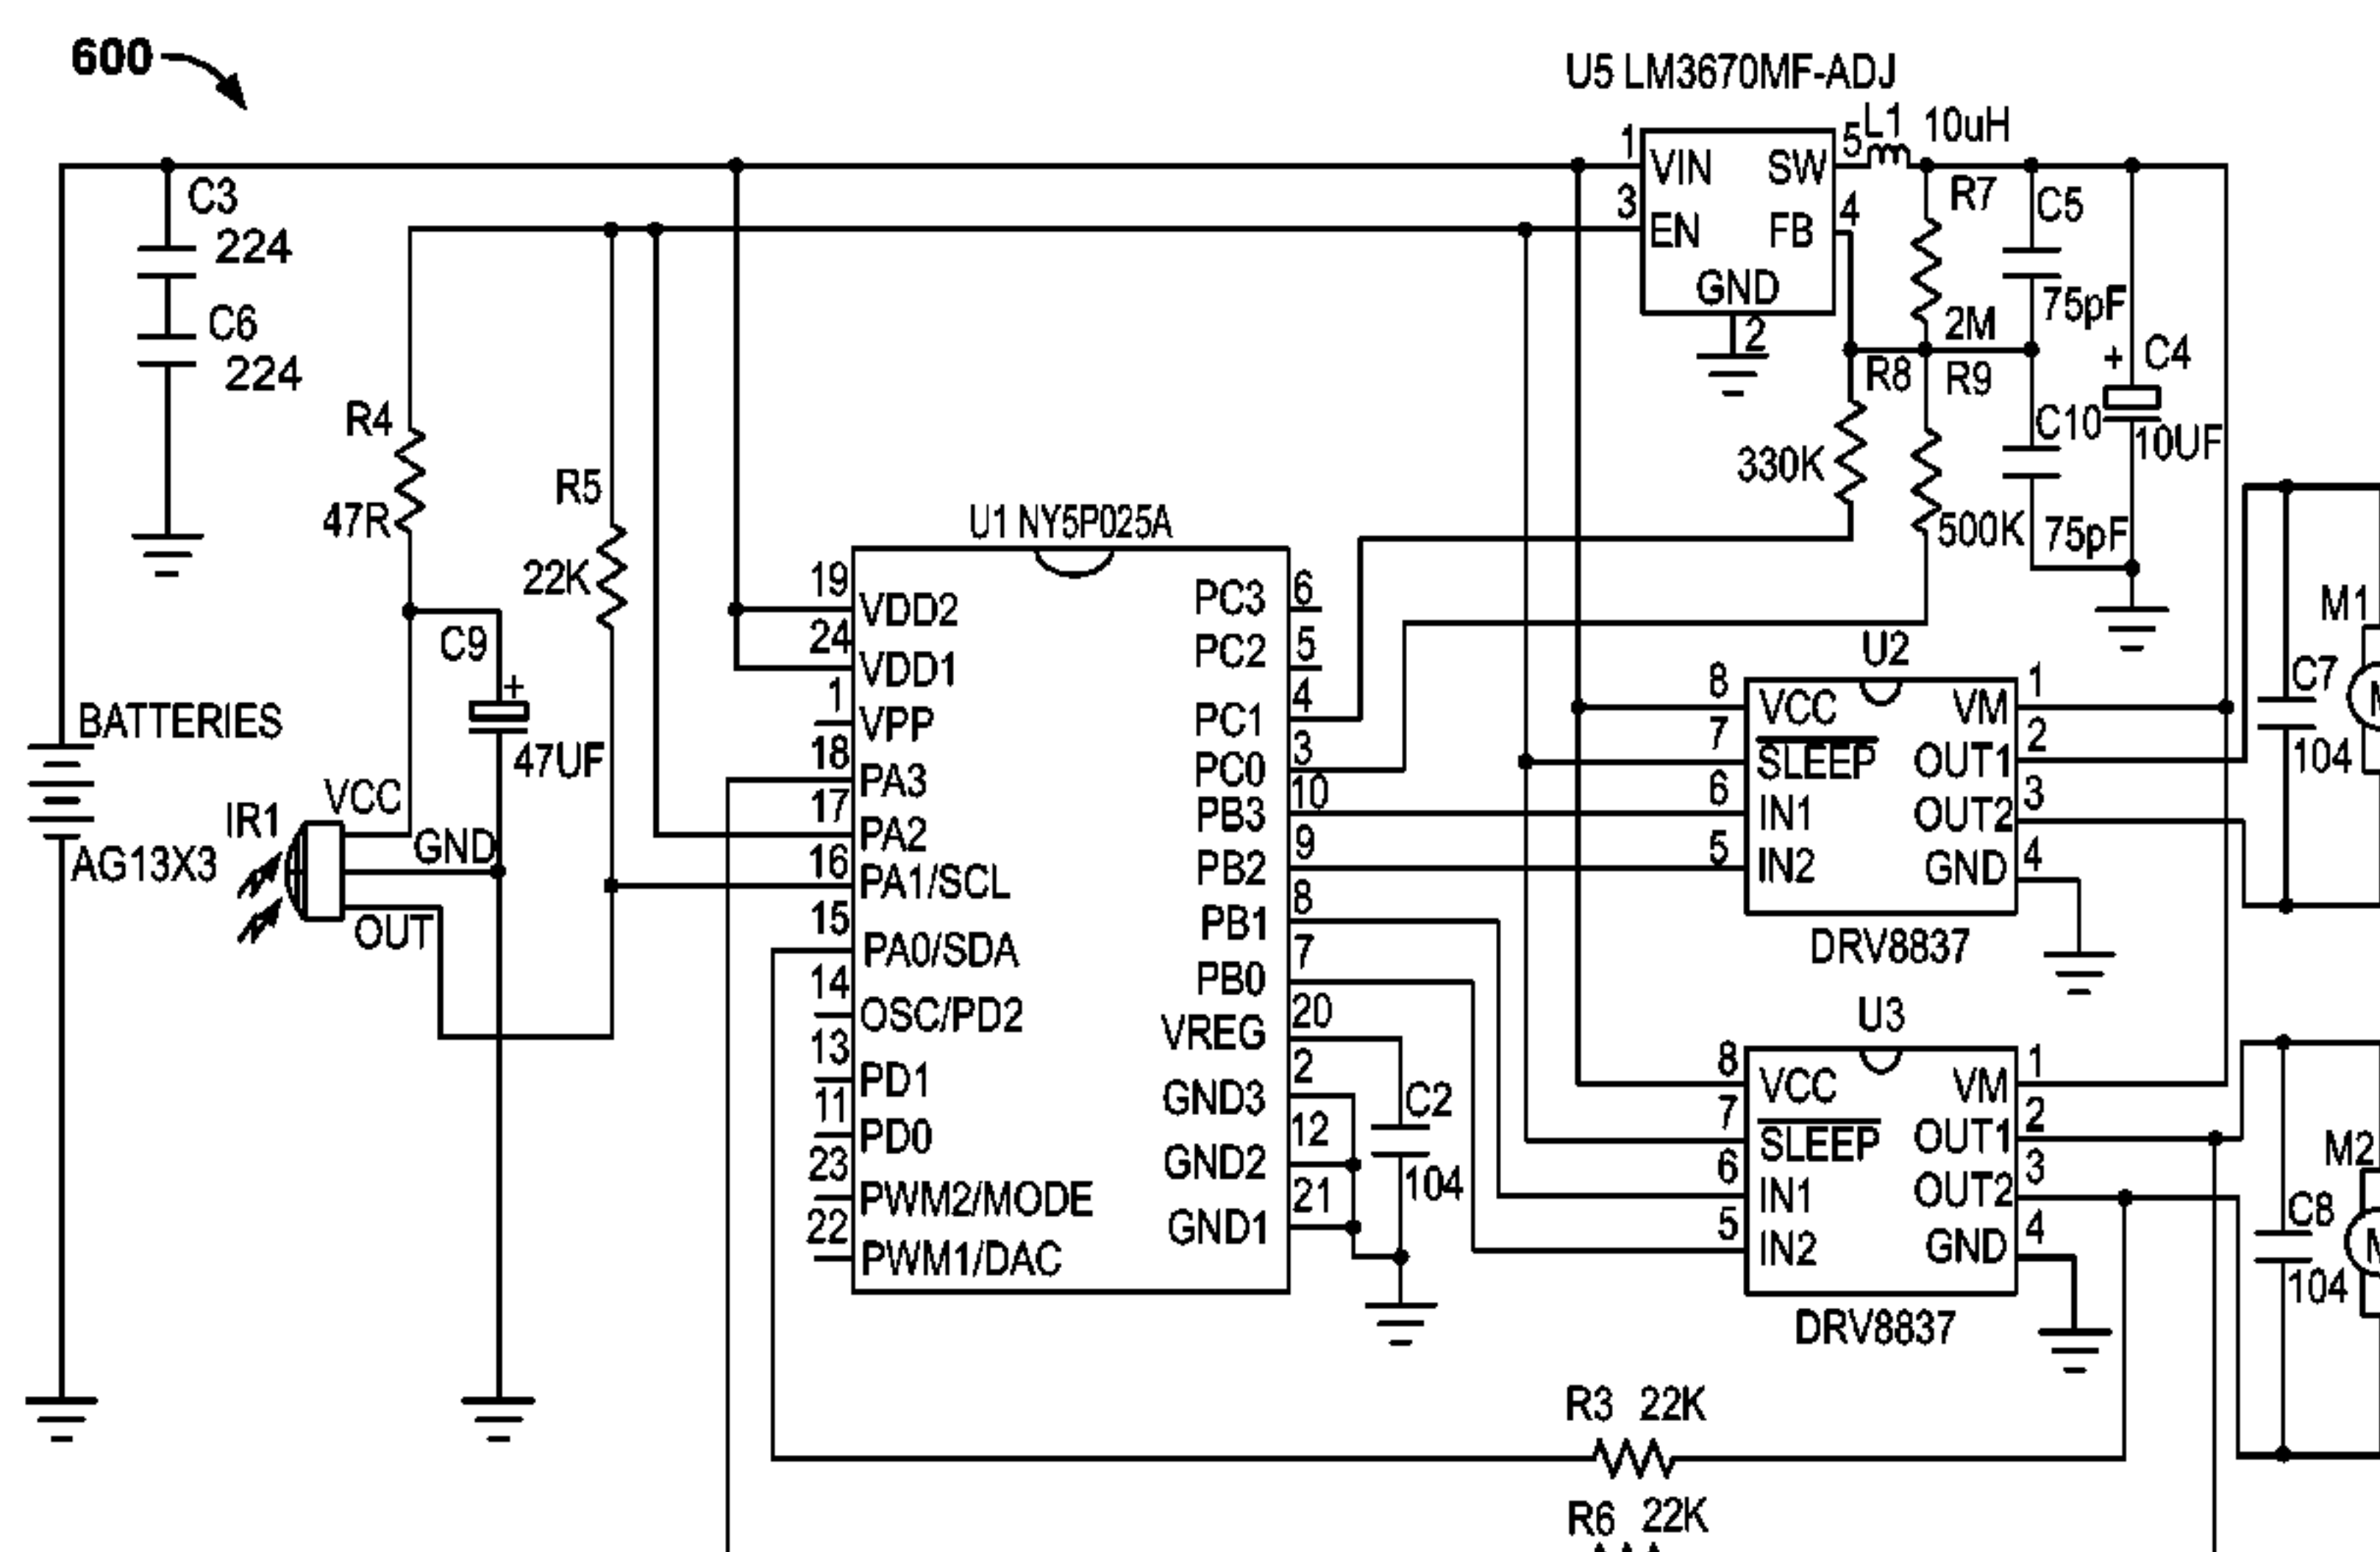 600
U5 LM3670MF-ADJ
L1 10uH
1 VIN SW 5
3 EN FB 4
GND
2
R7
2M
C5
75pF
+ C4
10UF
R8 R9
330K
500K
C10
75pF
C3
224
C6
224
R4
47R
R5
22K
C9
+
47UF
BATTERIES
AG13X3
IR1
VCC
GND
OUT
U1 NY5P025A
19 VDD2
24 VDD1
1 VPP
18 PA3
17 PA2
16 PA1/SCL
15 PA0/SDA
14 OSC/PD2
13 PD1
11 PD0
23 PWM2/MODE
22 PWM1/DAC
PC3 6
PC2 5
PC1 4
PC0 3
PB3 10
PB2 9
PB1 8
PB0 7
VREG 20
GND3 2
GND2 12
GND1 21
C2
104
U2
8 VCC VM 1
7 SLEEP OUT1 2
6 IN1 OUT2 3
5 IN2 GND 4
DRV8837
M1
C7
104
M
U3
8 VCC VM 1
7 SLEEP OUT1 2
6 IN1 OUT2 3
5 IN2 GND 4
DRV8837
M2
C8
104
M
R3 22K
R6 22K